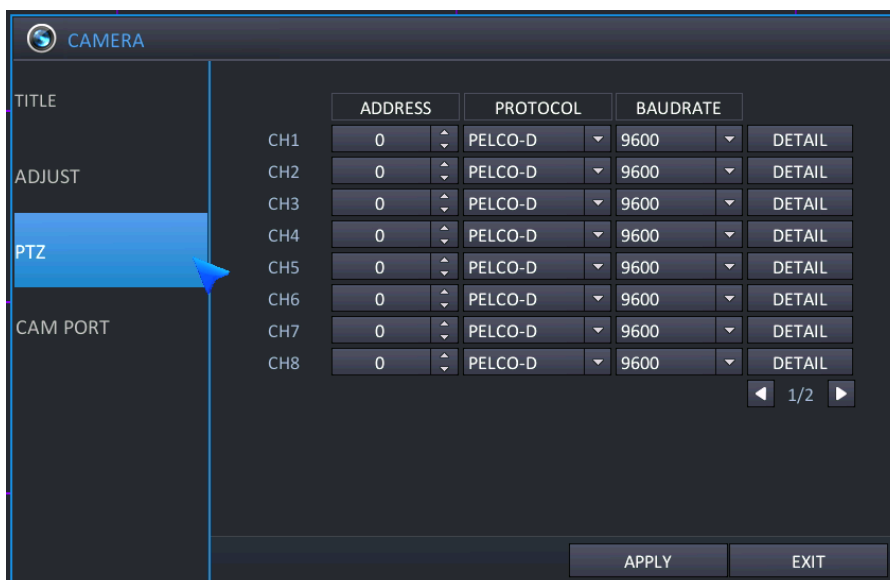 CAMERA
TITLE
ADJUST
PTZ
CAM PORT
ADDRESS PROTOCOL BAUDRATE
CH1 0 PELCO-D 9600 DETAIL
CH2 0 PELCO-D 9600 DETAIL
CH3 0 PELCO-D 9600 DETAIL
CH4 0 PELCO-D 9600 DETAIL
CH5 0 PELCO-D 9600 DETAIL
CH6 0 PELCO-D 9600 DETAIL
CH7 0 PELCO-D 9600 DETAIL
CH8 0 PELCO-D 9600 DETAIL
1/2
APPLY EXIT